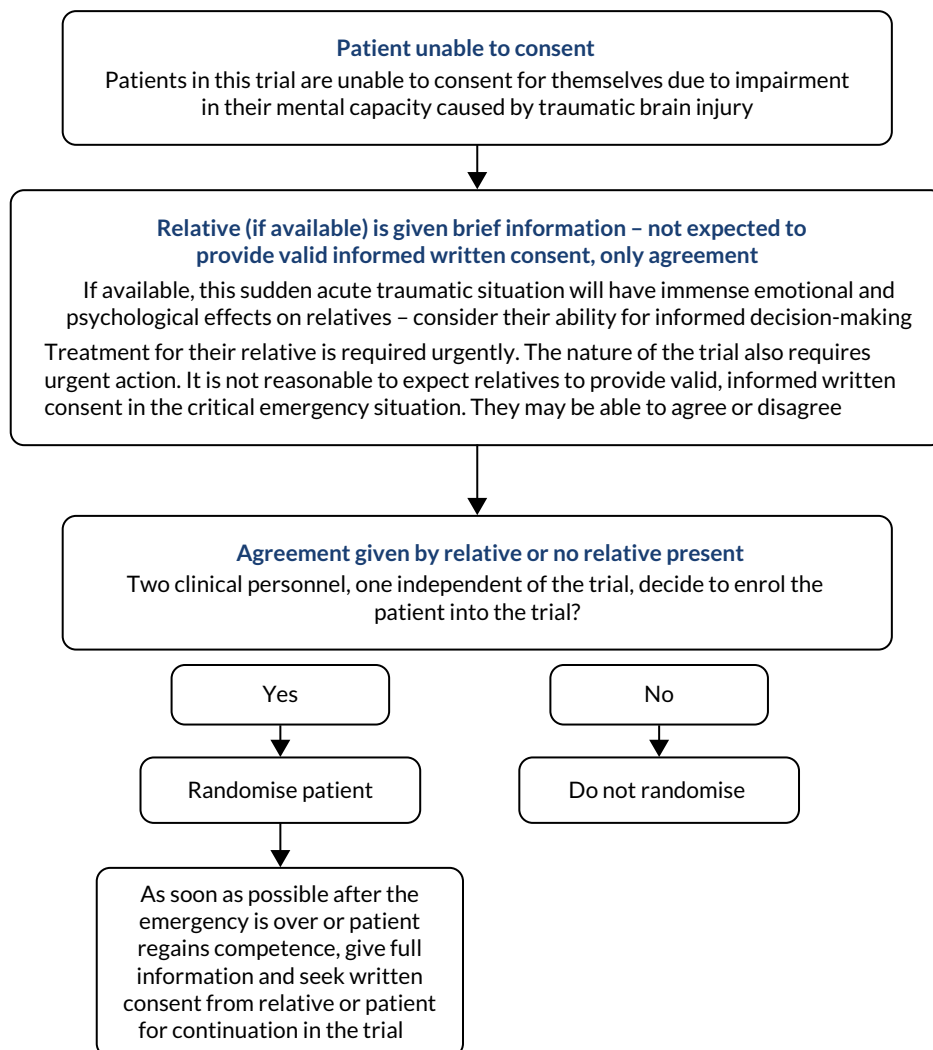 Patient unable to consent
Patients in this trial are unable to consent for themselves due to impairment
in their mental capacity caused by traumatic brain injury
Relative (if available) is given brief information – not expected to
provide valid informed written consent, only agreement
If available, this sudden acute traumatic situation will have immense emotional and
psychological effects on relatives – consider their ability for informed decision-making
Treatment for their relative is required urgently. The nature of the trial also requires
urgent action. It is not reasonable to expect relatives to provide valid, informed written
consent in the critical emergency situation. They may be able to agree or disagree
Agreement given by relative or no relative present
Two clinical personnel, one independent of the trial, decide to enrol the
patient into the trial?
Yes
No
Randomise patient
Do not randomise
As soon as possible after the
emergency is over or patient
regains competence, give full
information and seek written
consent from relative or patient
for continuation in the trial